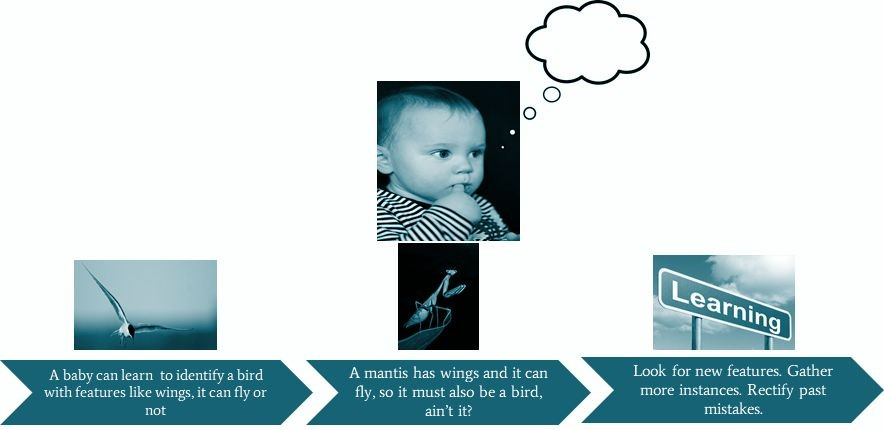 Learning
A baby can learn to identify a bird
with features like wings, it can fly or
not
A mantis has wings and it can
fly, so it must also be a bird,
ain't it?
Look for new features. Gather
more instances. Rectify past
mistakes.